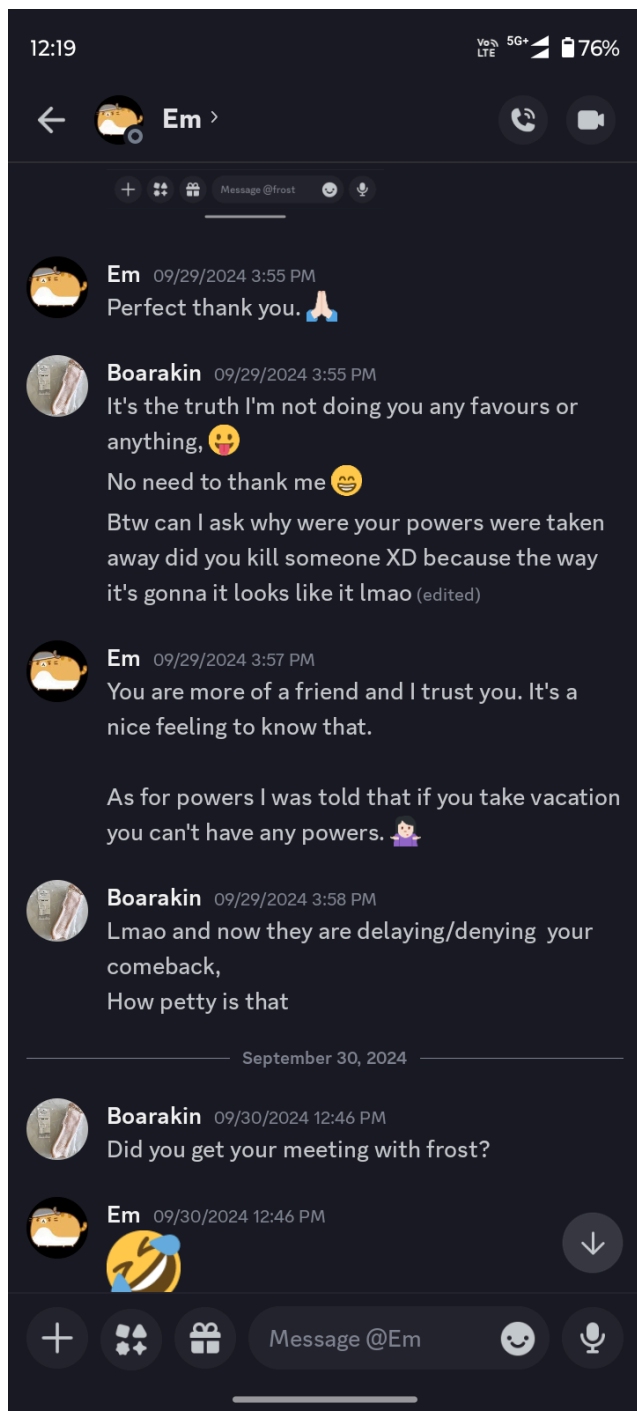 12:19
Vo
LTE
5G+
76%
Em
Message @frost
Em 09/29/2024 3:55 PM
Perfect thank you. 🙏🏻
Boarakin 09/29/2024 3:55 PM
It's the truth I'm not doing you any favours or
anything, 😛
No need to thank me 😁
Btw can I ask why were your powers were taken
away did you kill someone XD because the way
it's gonna it looks like it lmao (edited)
Em 09/29/2024 3:57 PM
You are more of a friend and I trust you. It's a
nice feeling to know that.
As for powers I was told that if you take vacation
you can't have any powers. 🤷🏻‍♀️
Boarakin 09/29/2024 3:58 PM
Lmao and now they are delaying/denying your
comeback,
How petty is that
September 30, 2024
Boarakin 09/30/2024 12:46 PM
Did you get your meeting with frost?
Em 09/30/2024 12:46 PM
🤣
Message @Em